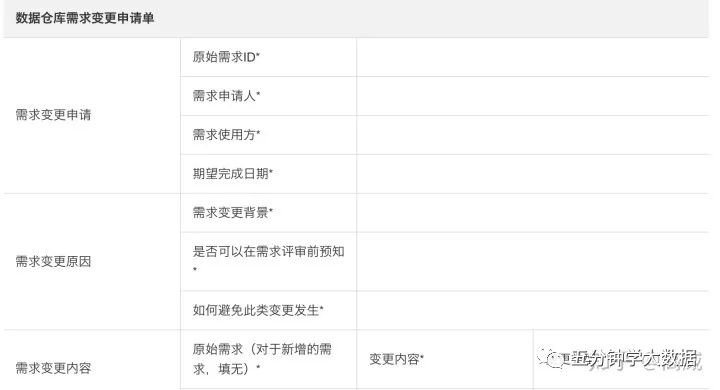 数据仓库需求变更申请单
需求变更申请
原始需求ID*
需求申请人*
需求使用方*
期望完成日期*
需求变更原因
需求变更背景*
是否可以在需求评审前预知
*
如何避免此类变更发生*
需求变更内容
原始需求（对于新增的需
求，填无）*
变更内容*
五分钟学大数据